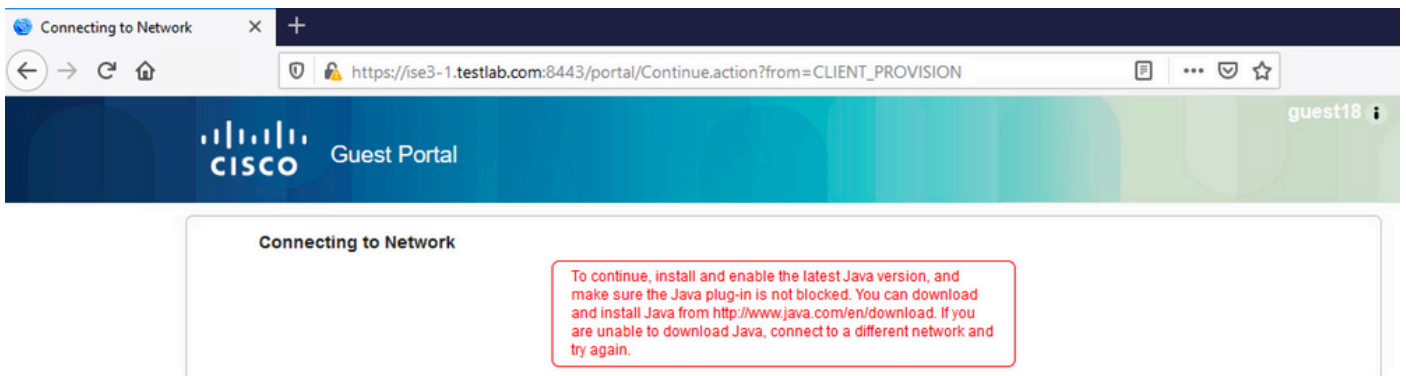 Connecting to Network
https://ise3-1.testlab.com:8443/portal/Continue.action?from=CLIENT_PROVISION
guest18
CISCO Guest Portal
Connecting to Network
To continue, install and enable the latest Java version, and
make sure the Java plug-in is not blocked. You can download
and install Java from http://www.java.com/en/download. If you
are unable to download Java, connect to a different network and
try again.